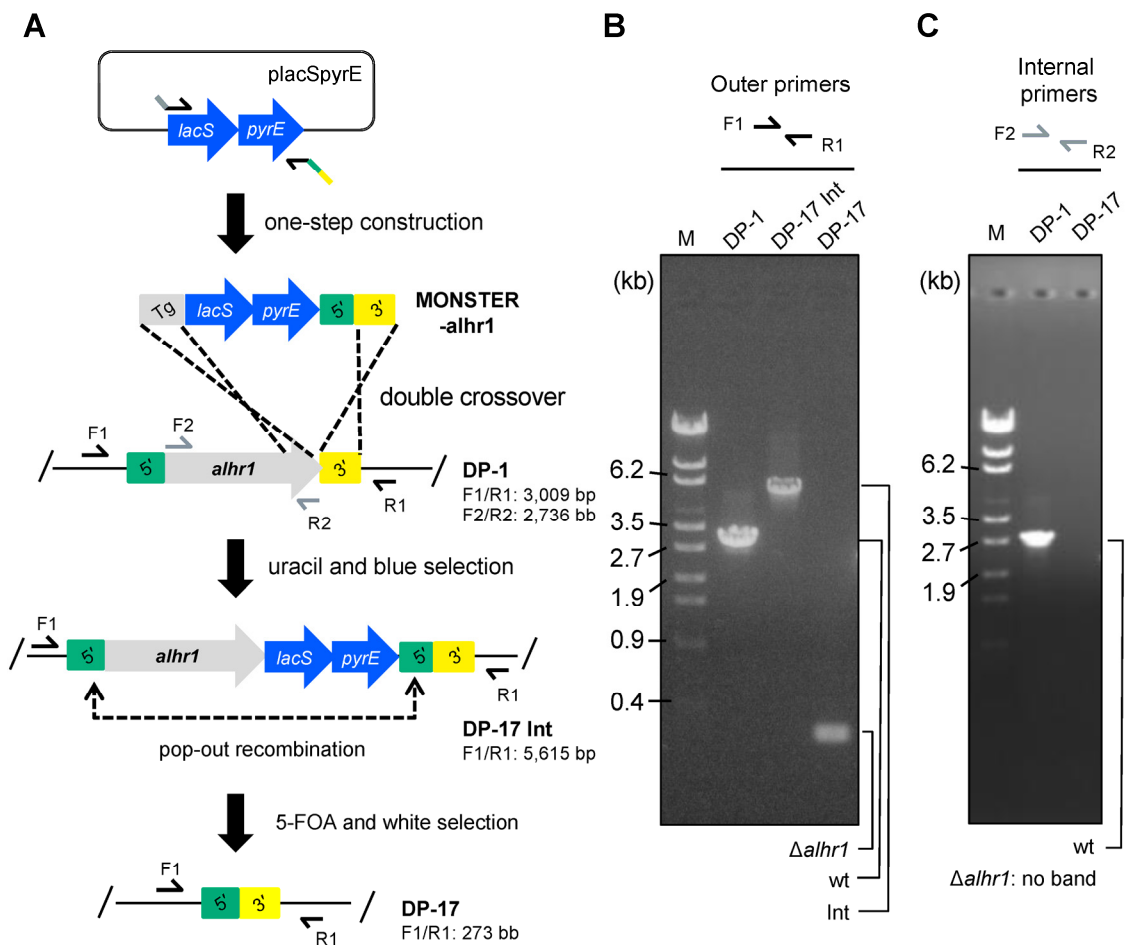 A
placSpyrE
lacS
pyrE
one-step construction
Tg
lacS
pyrE
5'
3'
MONSTER
-alhr1
double crossover
F1
F2
5'
alhr1
3'
R2
R1
DP-1
F1/R1: 3,009 bp
F2/R2: 2,736 bb
uracil and blue selection
F1
5'
alhr1
lacS
pyrE
5'
3'
R1
pop-out recombination
DP-17 Int
F1/R1: 5,615 bp
5-FOA and white selection
F1
5'
3'
R1
DP-17
F1/R1: 273 bb
B
Outer primers
F1
R1
M
DP-1
DP-17 Int
DP-17
(kb)
6.2
3.5
2.7
1.9
0.9
0.4
Δalhr1
wt
Int
C
Internal
primers
F2
R2
M
DP-1
DP-17
(kb)
6.2
3.5
2.7
1.9
wt
Δalhr1: no band